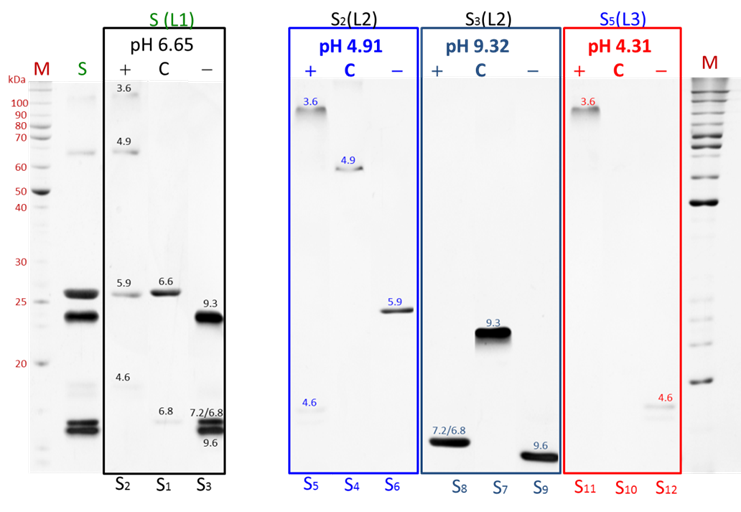 S (L1) S₂(L2) S₃(L2) S₅(L3)
pH 6.65 pH 4.91 pH 9.32 pH 4.31
kDa M S + C – + C – + C – + C – M
3.6 3.6 3.6
100
90
80
70
4.9 4.9
60
50
40
30
5.9 6.6 9.3 5.9
25
9.3
20
4.6 4.6 4.6
6.8 7.2/6.8 7.2/6.8
9.6 9.6
S₂ S₁ S₃ S₅ S₄ S₆ S₈ S₇ S₉ S₁₁ S₁₀ S₁₂